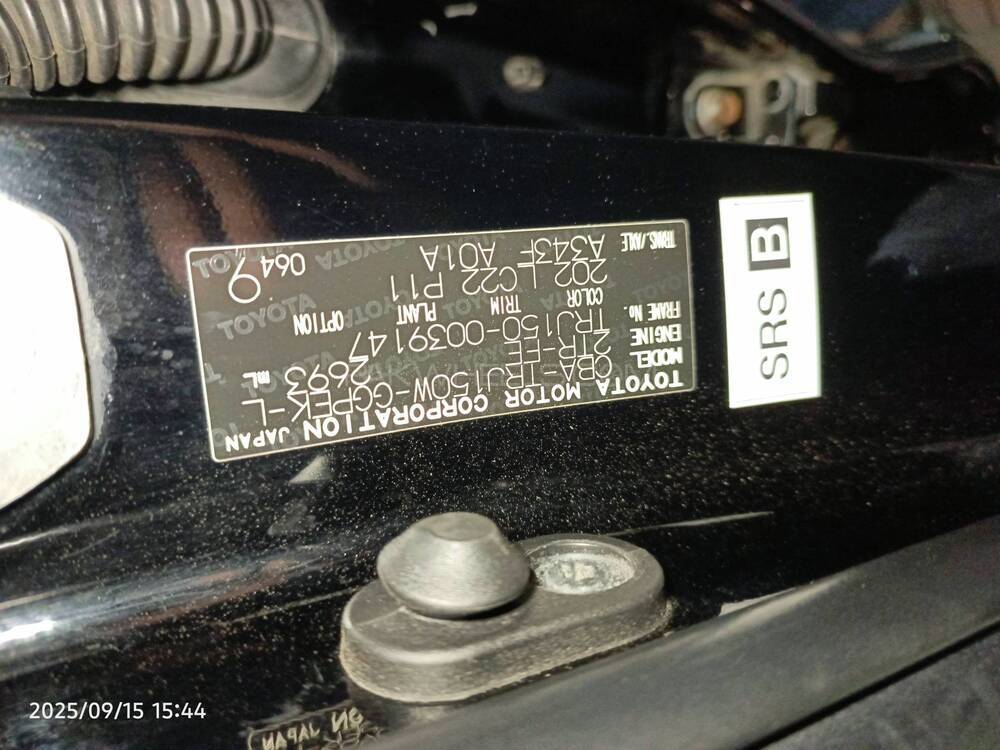 TOYOTA MOTOR CORPORATION JAPAN
MODEL CBA-TRJ150W-GGPEK-L
ENGINE 2TR-FE 2693 mL
FRAME No. TRJ150-0039147
COLOR TRIM PLANT OPTION
202 LC22 P11
TRANS./AXLE A343F A01A 0649
SRS B
2025/09/15 15:44